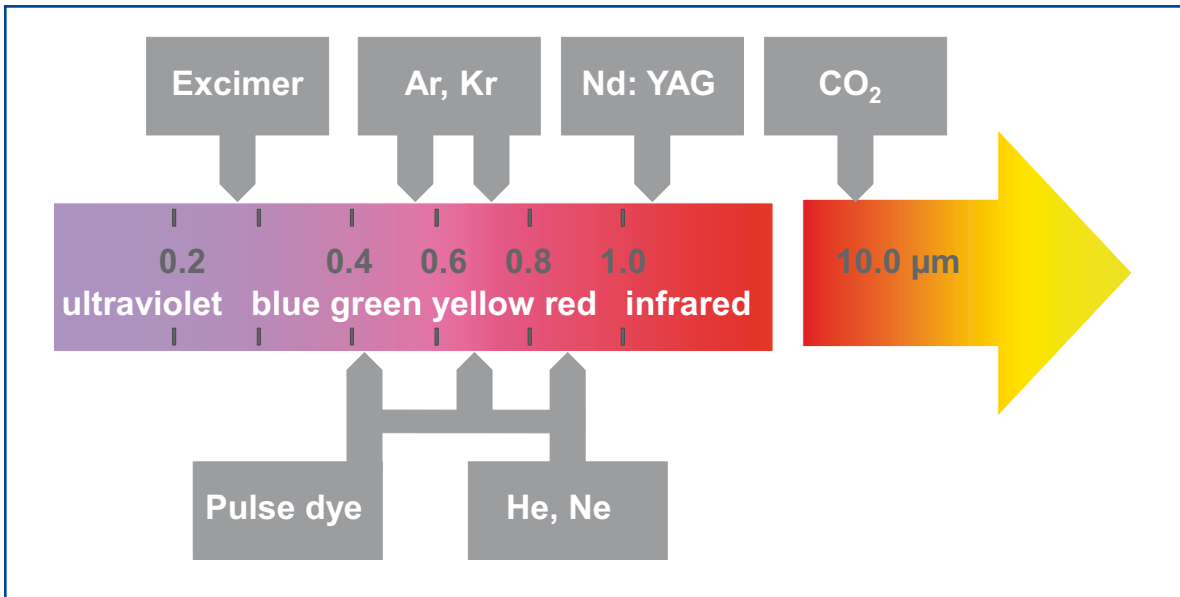 Excimer
Ar, Kr
Nd: YAG
CO₂
0.2 0.4 0.6 0.8 1.0 10.0 µm
ultraviolet blue green yellow red infrared
Pulse dye
He, Ne